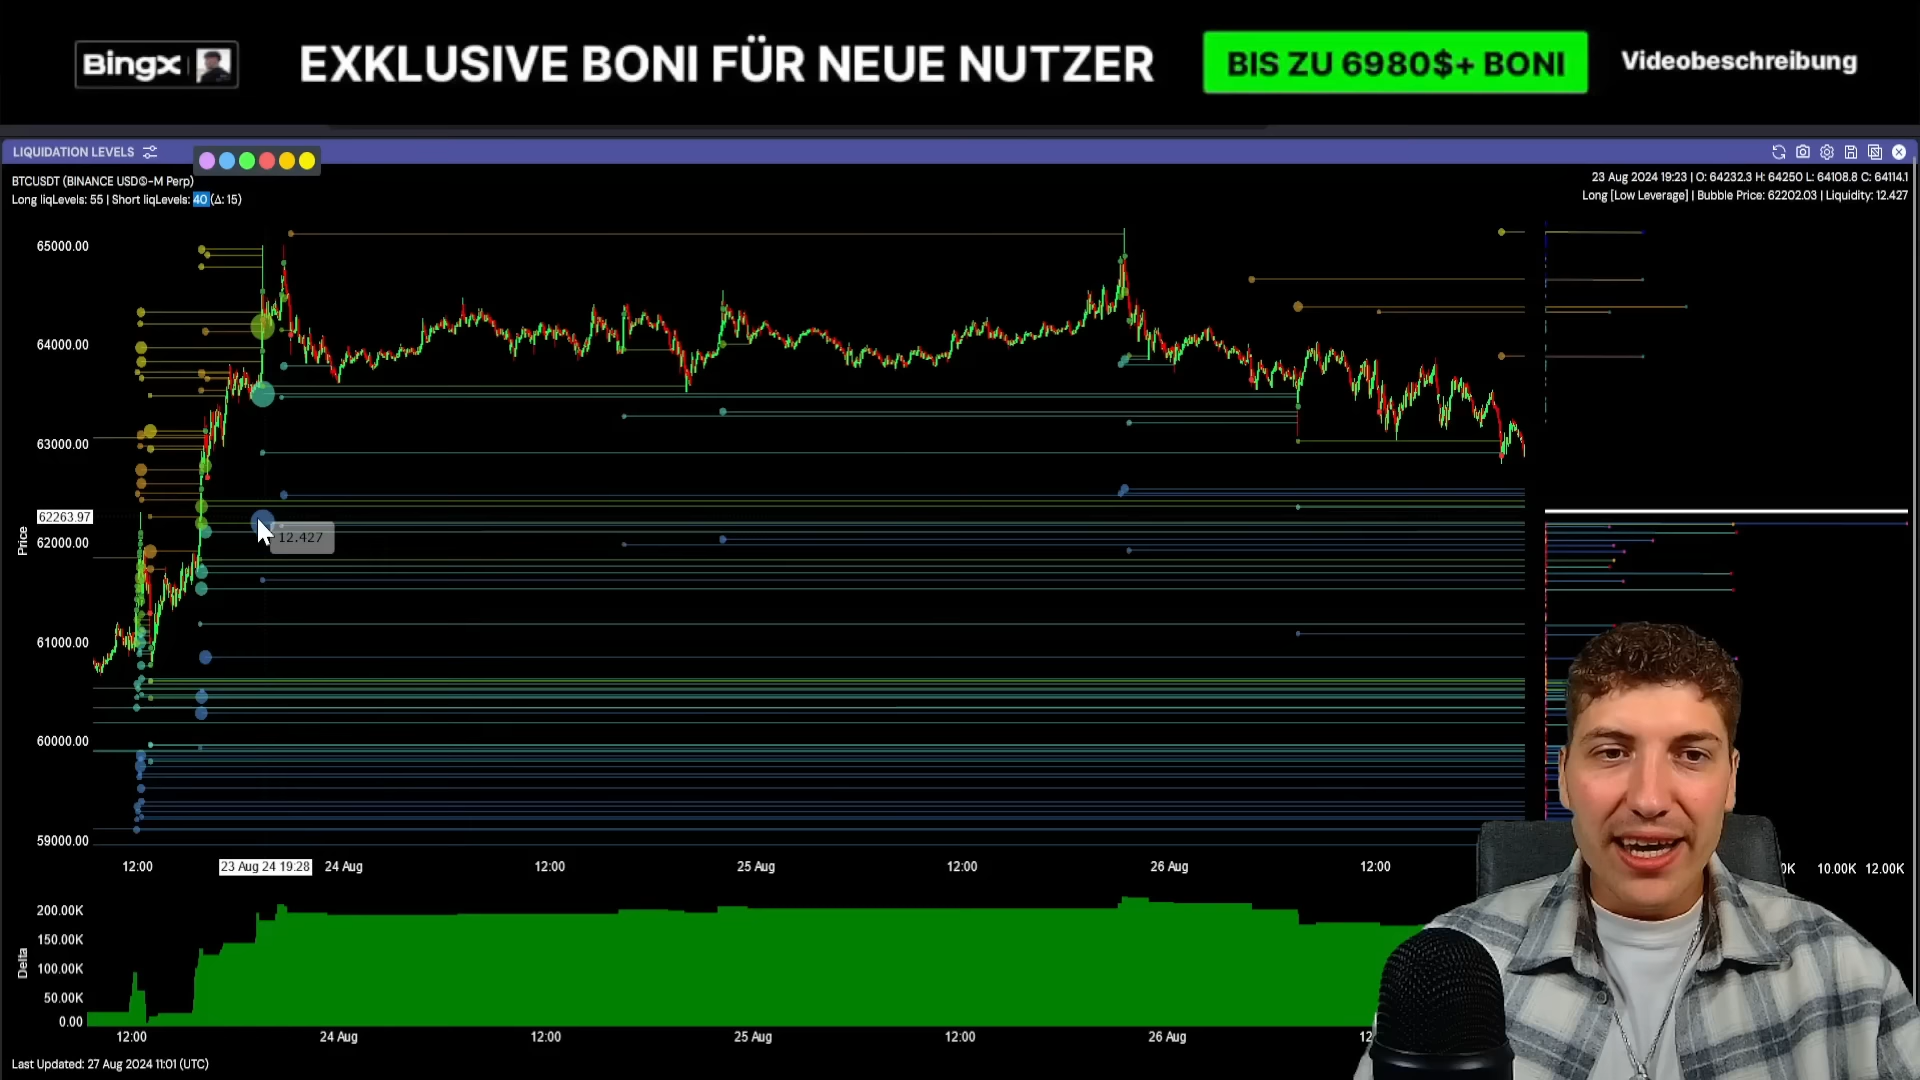 Bingx
EXKLUSIVE BONI FÜR NEUE NUTZER
BIS ZU 6980$+ BONI
Videobeschreibung
LIQUIDATION LEVELS
BTCUSDT (BINANCE USD©-M Perp)
Long liqLevels: 55 | Short liqLevels: 40 (Δ: 15)
23 Aug 2024 19:23 | O: 64232.3 H: 64250 L: 64108.8 C: 64114.1
Long [Low Leverage] | Bubble Price: 62202.03 | Liquidity: 12.427
65000.00
64000.00
63000.00
62263.97
62000.00
61000.00
60000.00
59000.00
Price
12.427
12:00
23 Aug 24 19:28
24 Aug
12:00
25 Aug
12:00
26 Aug
12:00
10.00K
12.00K
200.00K
150.00K
100.00K
50.00K
0.00
Delta
12:00
24 Aug
12:00
25 Aug
12:00
26 Aug
Last Updated: 27 Aug 2024 11:01 (UTC)